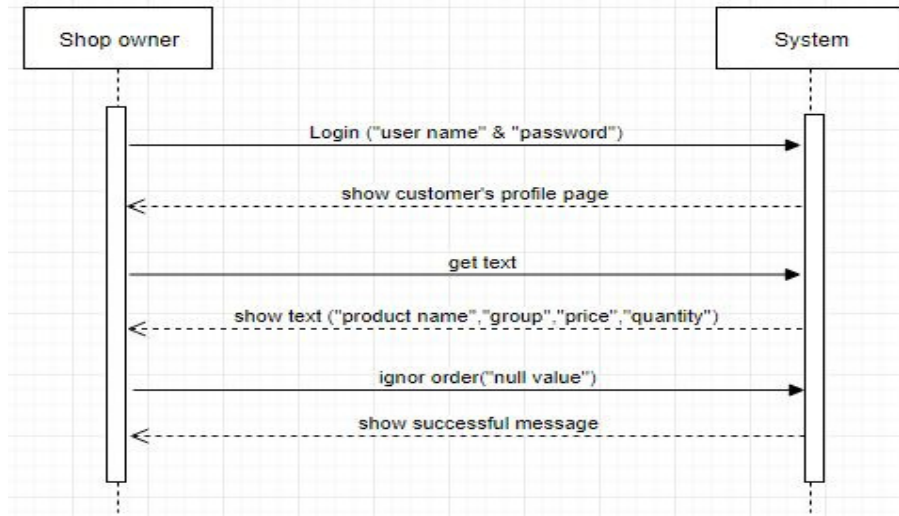 Shop owner
System
Login ("user name" & "password")
show customer's profile page
get text
show text ("product name","group","price","quantity")
ignor order("null value")
show successful message